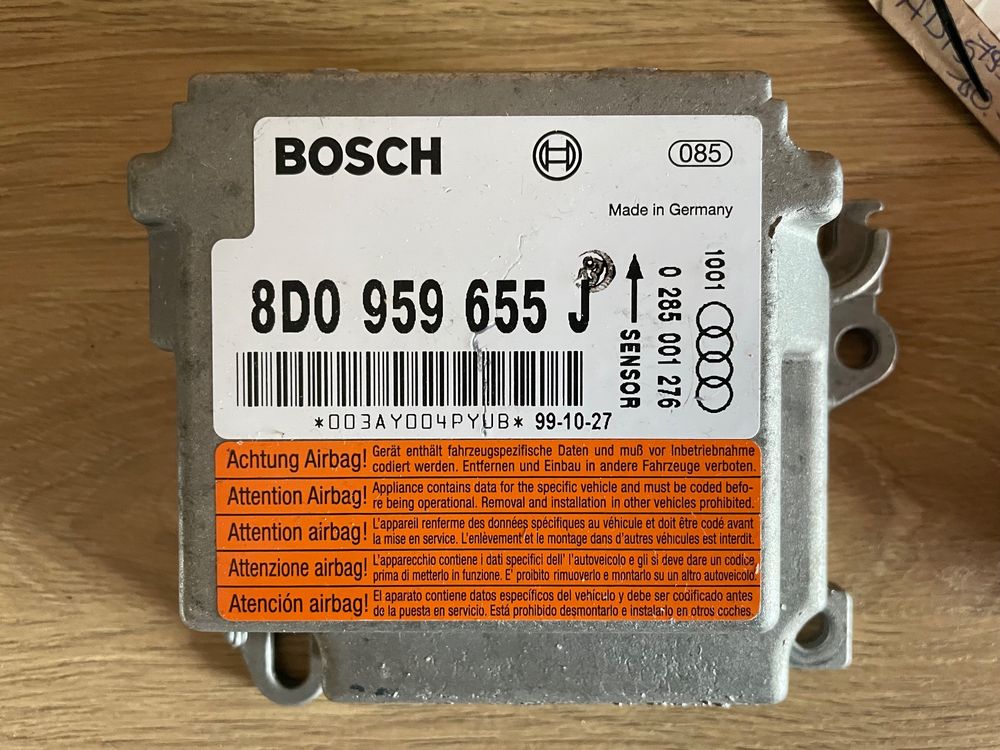 BOSCH
085
Made in Germany
8D0 959 655 J
SENSOR
0 285 001 276
1001
*003AY004PYUB* 99-10-27
Achtung Airbag! Gerät enthält fahrzeugspezifische Daten und muß vor Inbetriebnahme
codiert werden. Entfernen und Einbau in andere Fahrzeuge verboten.
Attention Airbag! Appliance contains data for the specific vehicle and must be coded befo-
re being operational. Removal and installation in other vehicles prohibited.
Attention airbag! L'appareil renferme des données spécifiques au véhicule et doit être codé avant
la mise en service. L'enlèvement et le montage dans d'autres véhicules est interdit.
Attenzione airbag! L'apparecchio contiene i dati specifici dell' l'autoveicolo e gli si deve dare un codice
prima di metterlo in funzione. E' proibito rimuoverlo e montarlo su un altro autoveicolo.
Atención airbag! El aparato contiene datos específicos del vehículo y debe ser codificado antes
de la puesta en servicio. Está prohibido desmontarlo e instalarlo en otros coches.